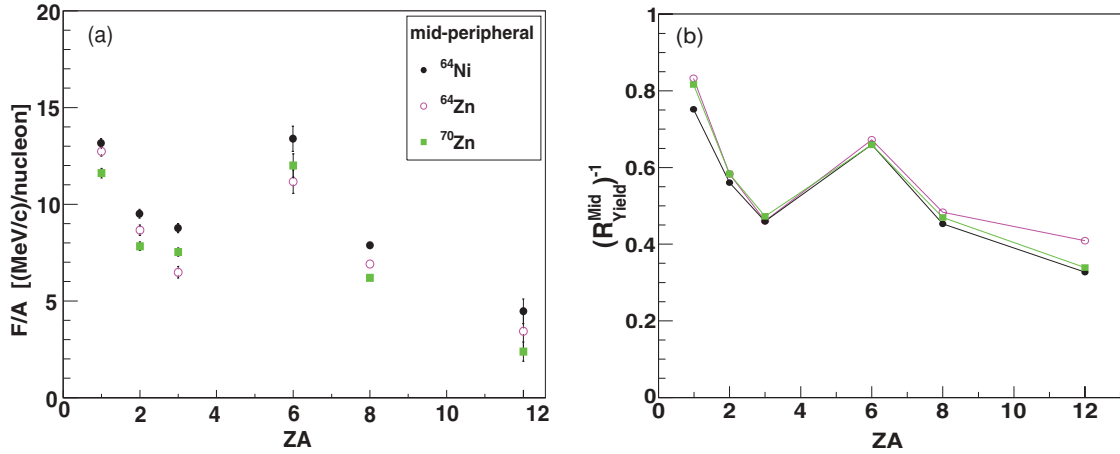 (a)
mid-peripheral
64Ni
64Zn
70Zn
F/A [(MeV/c)/nucleon]
20
15
10
5
0
0 2 4 6 8 10 12
ZA
(b)
(R^Mid_Yield)^-1
1
0.8
0.6
0.4
0.2
0
0 2 4 6 8 10 12
ZA